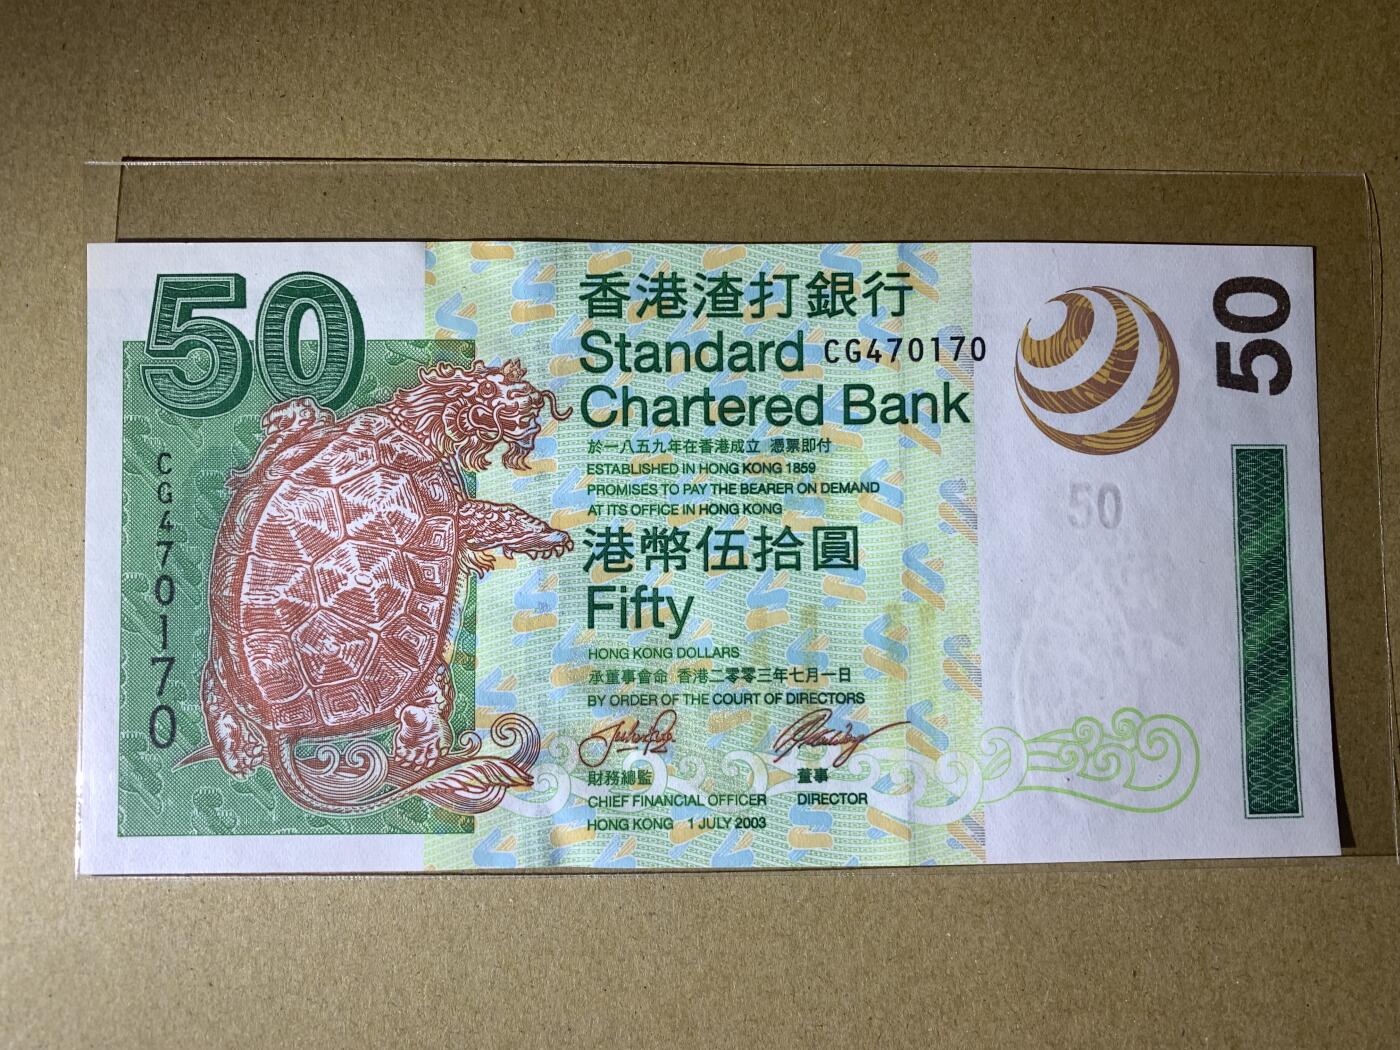 50
香港渣打銀行
Standard
CG470170
Chartered Bank
於一八五九年在香港成立 憑票即付
ESTABLISHED IN HONG KONG 1859
PROMISES TO PAY THE BEARER ON DEMAND
AT ITS OFFICE IN HONG KONG
港幣伍拾圓
Fifty
HONG KONG DOLLARS
承董事會命 香港二零零三年七月一日
BY ORDER OF THE COURT OF DIRECTORS
財務總監
董事
CHIEF FINANCIAL OFFICER
DIRECTOR
HONG KONG 1 JULY 2003
CG470170
50
50